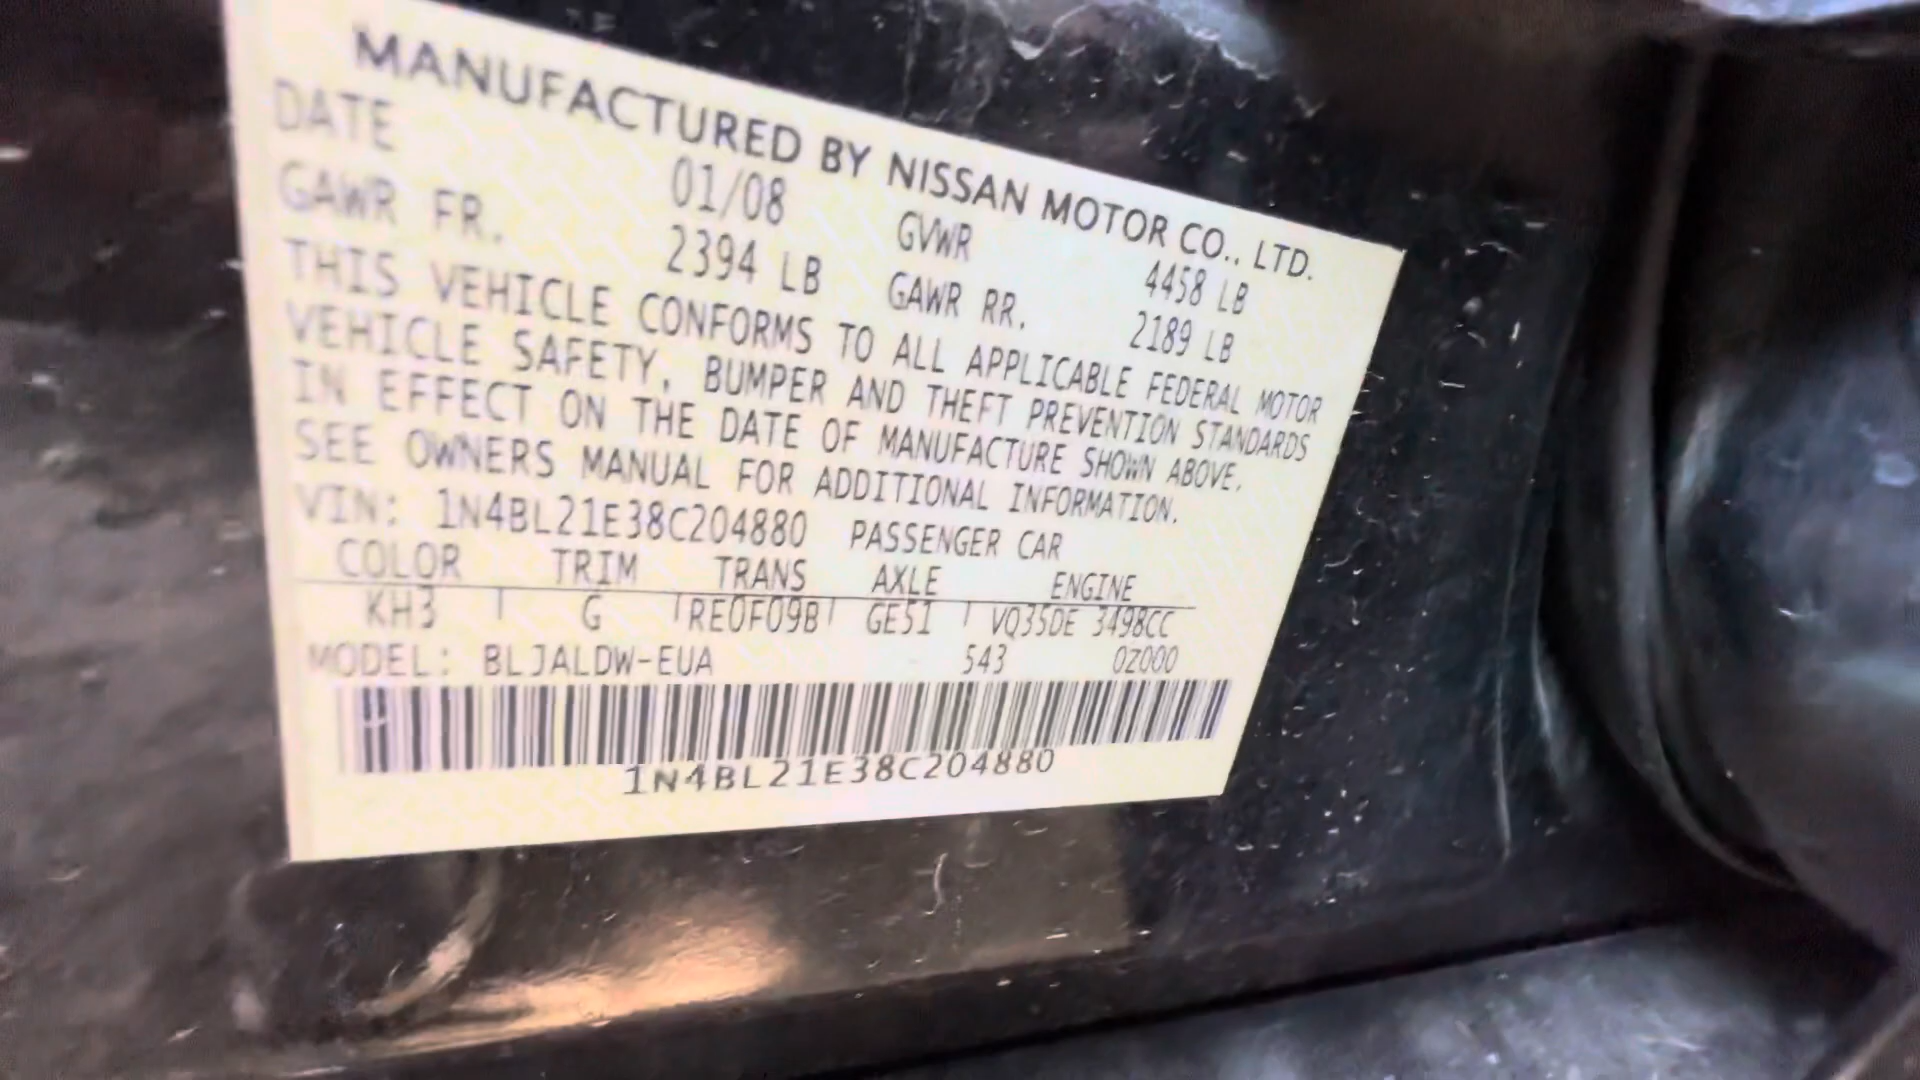 MANUFACTURED BY NISSAN MOTOR CO., LTD.
DATE 01/08 GVWR 4458 LB
GAWR FR. 2394 LB GAWR RR. 2189 LB
THIS VEHICLE CONFORMS TO ALL APPLICABLE FEDERAL MOTOR
VEHICLE SAFETY, BUMPER AND THEFT PREVENTION STANDARDS
IN EFFECT ON THE DATE OF MANUFACTURE SHOWN ABOVE.
SEE OWNERS MANUAL FOR ADDITIONAL INFORMATION.
VIN: 1N4BL21E38C204880 PASSENGER CAR
COLOR TRIM TRANS AXLE ENGINE
KH3 G RE0F09B GE51 VQ35DE 3498CC
MODEL: BLJALDW-EUA 543 0Z000
1N4BL21E38C204880